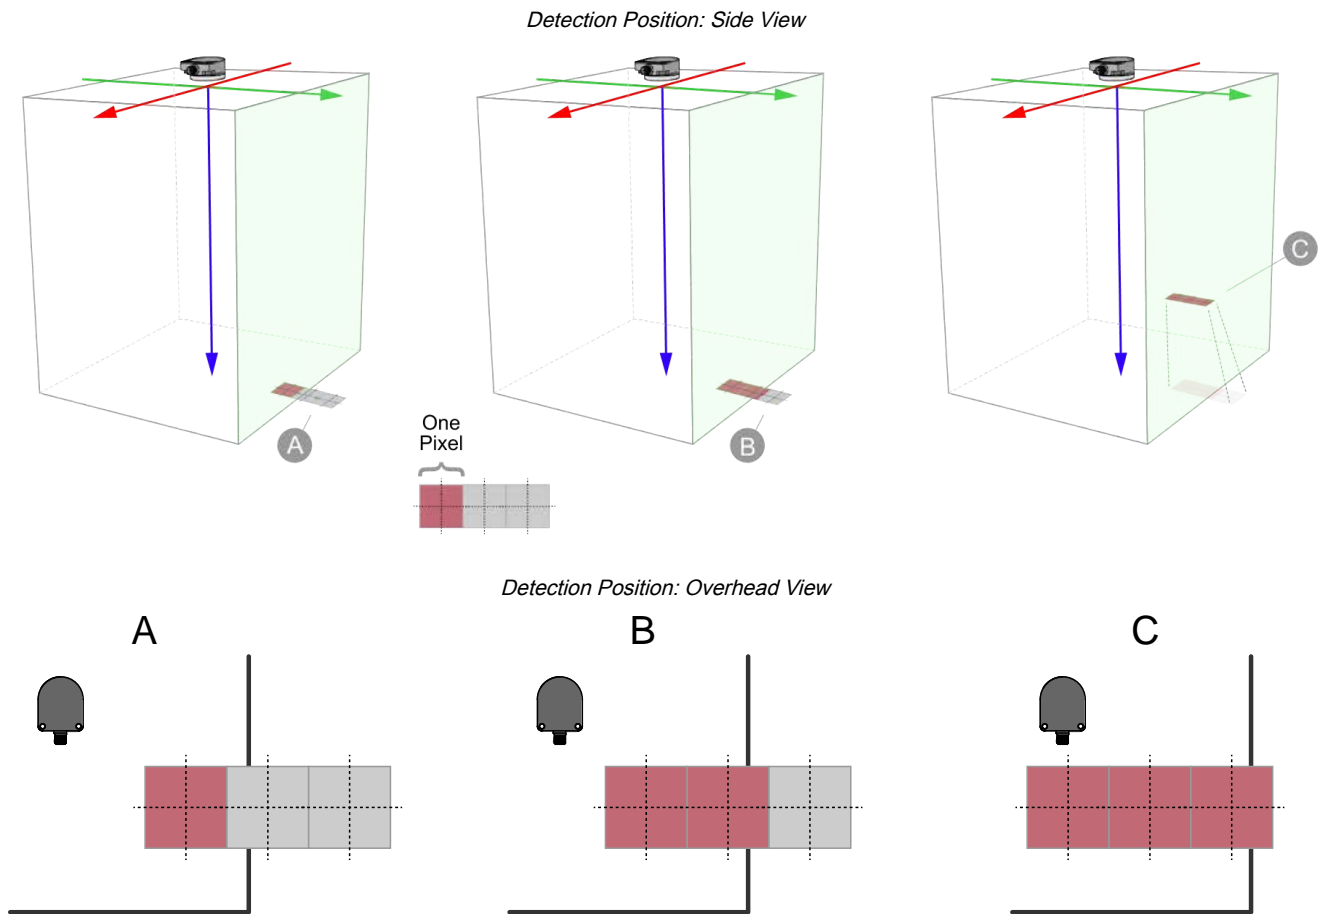 Detection Position: Side View
C
A
B
One
Pixel
Detection Position: Overhead View
A
B
C